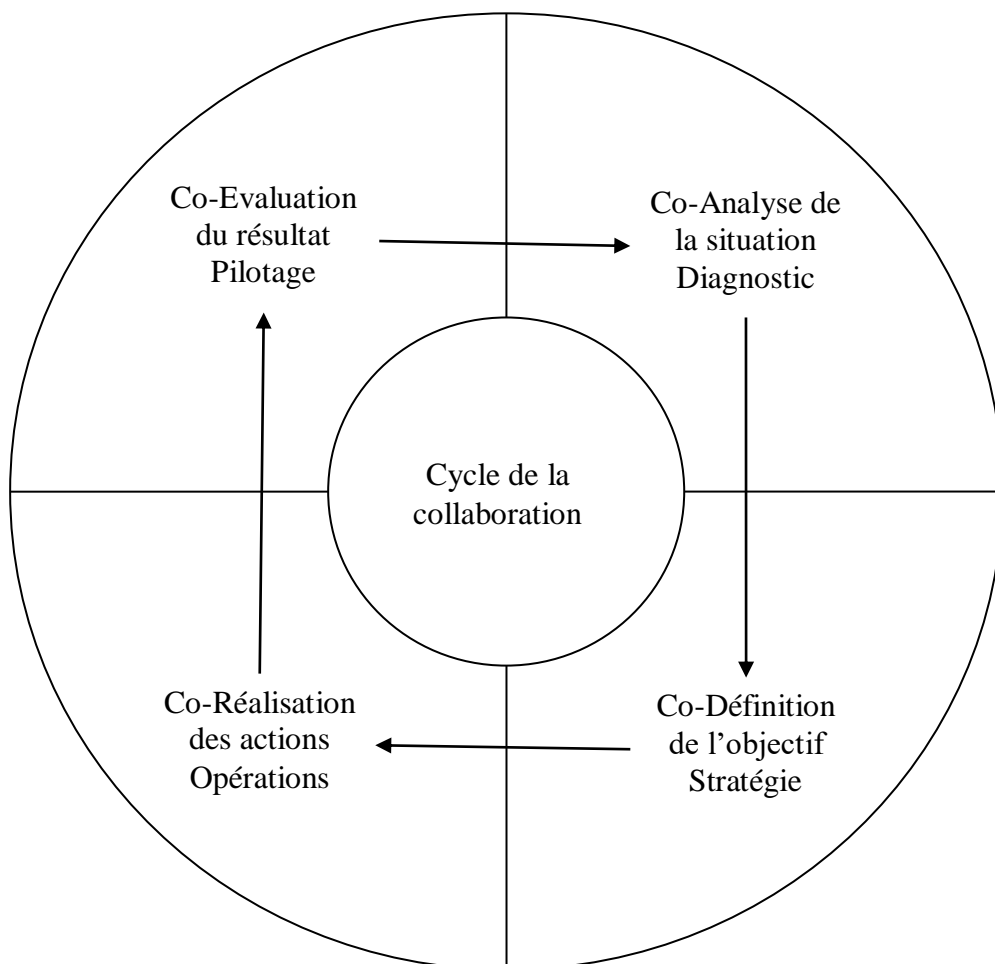 Co-Evaluation
du résultat
Pilotage
Co-Analyse de
la situation
Diagnostic
Cycle de la
collaboration
Co-Réalisation
des actions
Opérations
Co-Définition
de l’objectif
Stratégie